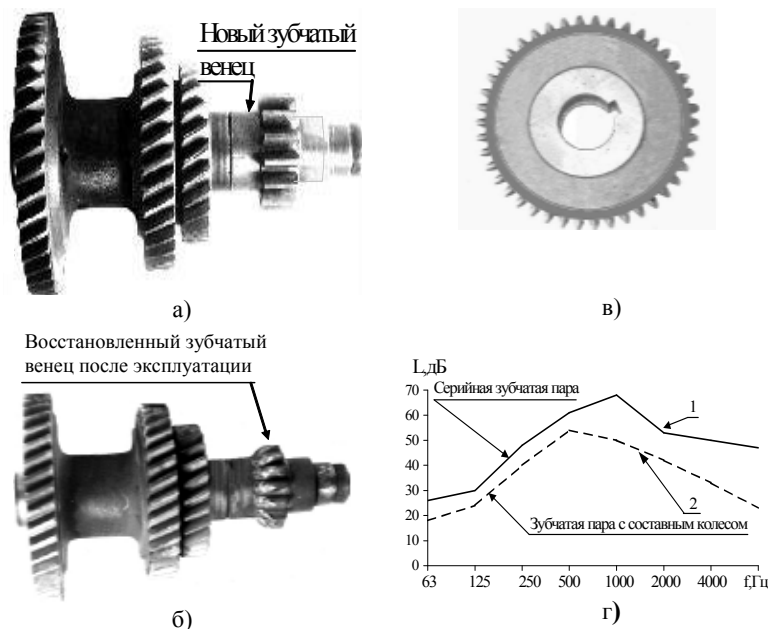 Новый зубчатый
венец
а)
в)
Восстановленный зубчатый
венец после эксплуатации
б)
L,дБ
70
60
50
40
30
20
10
0
Серийная зубчатая пара
1
2
Зубчатая пара с составным колесом
63 125 250 500 1000 2000 4000 f,Гц
г)